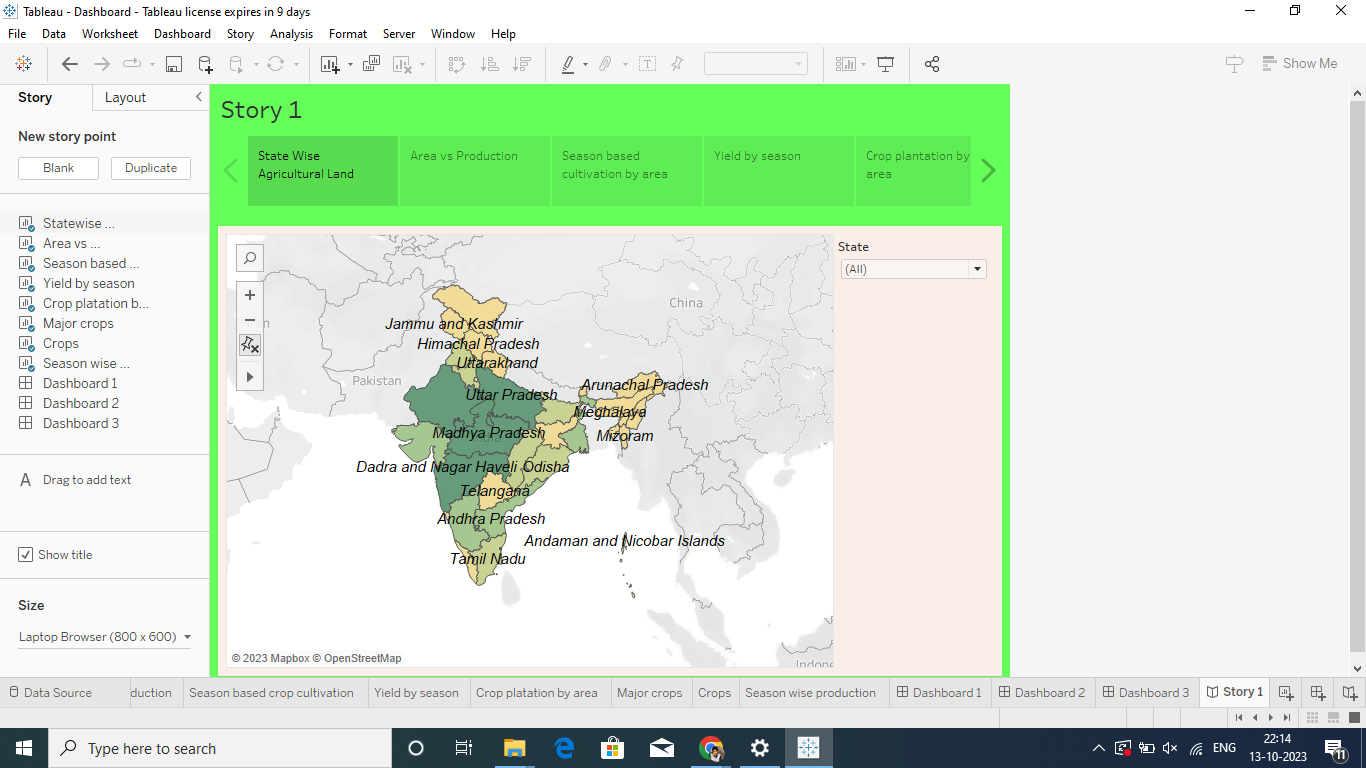 Tableau - Dashboard - Tableau license expires in 9 days
File Data Worksheet Dashboard Story Analysis Format Server Window Help
Show Me
Story Layout
New story point
Blank Duplicate
Statewise ...
Area vs ...
Season based ...
Yield by season
Crop platation b...
Major crops
Crops
Season wise ...
Dashboard 1
Dashboard 2
Dashboard 3
A Drag to add text
Show title
Size
Laptop Browser (800 x 600)
Story 1
State Wise
Agricultural Land
Area vs Production
Season based
cultivation by area
Yield by season
Crop plantation by
area
State
(All)
China
Jammu and Kashmir
Himachal Pradesh
Uttarakhand
Pakistan
Arunachal Pradesh
Uttar Pradesh
Meghalaya
Madhya Pradesh
India
Mizoram
Dadra and Nagar Haveli
Odisha
Telangana
Andhra Pradesh
Andaman and Nicobar Islands
Tamil Nadu
Indone
© 2023 Mapbox © OpenStreetMap
Data Source duction Season based crop cultivation Yield by season Crop platation by area Major crops Crops Season wise production Dashboard 1 Dashboard 2 Dashboard 3 Story 1
Type here to search
ENG
22:14
13-10-2023
11